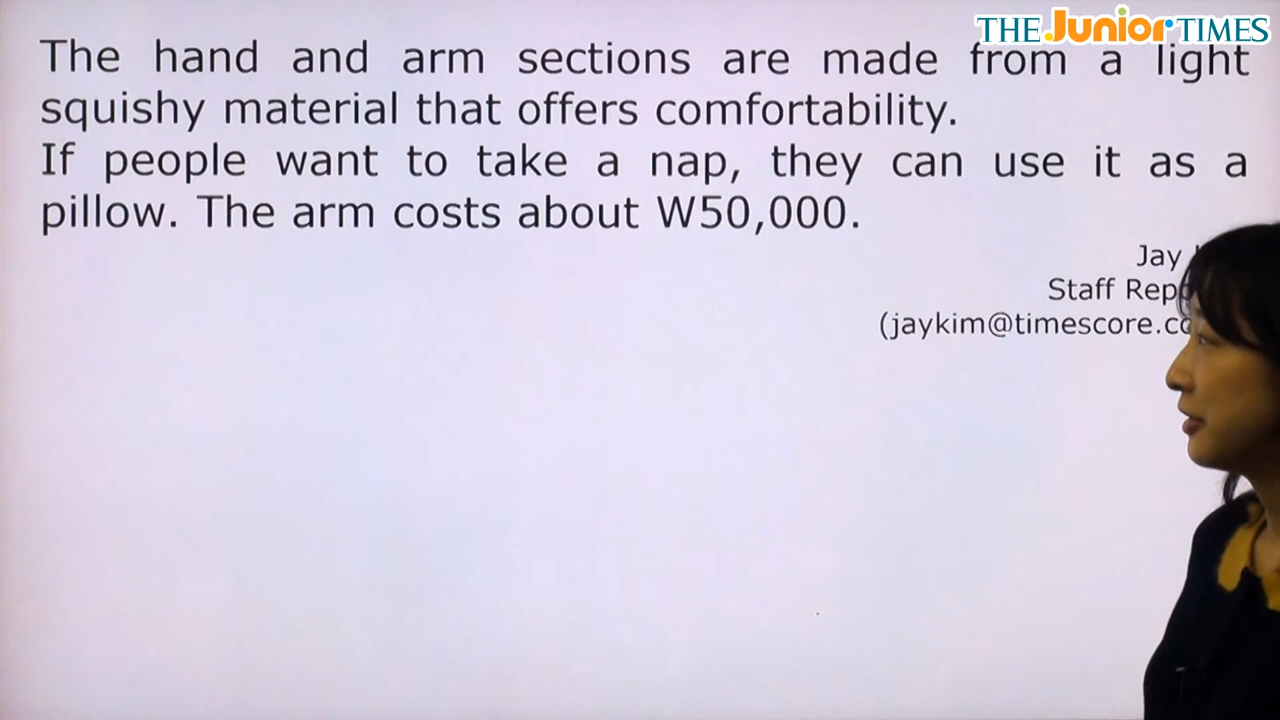 THE Junior TIMES
The hand and arm sections are made from a light
squishy material that offers comfortability.
If people want to take a nap, they can use it as a
pillow. The arm costs about W50,000.
Jay
Staff
(jaykim@timescore.